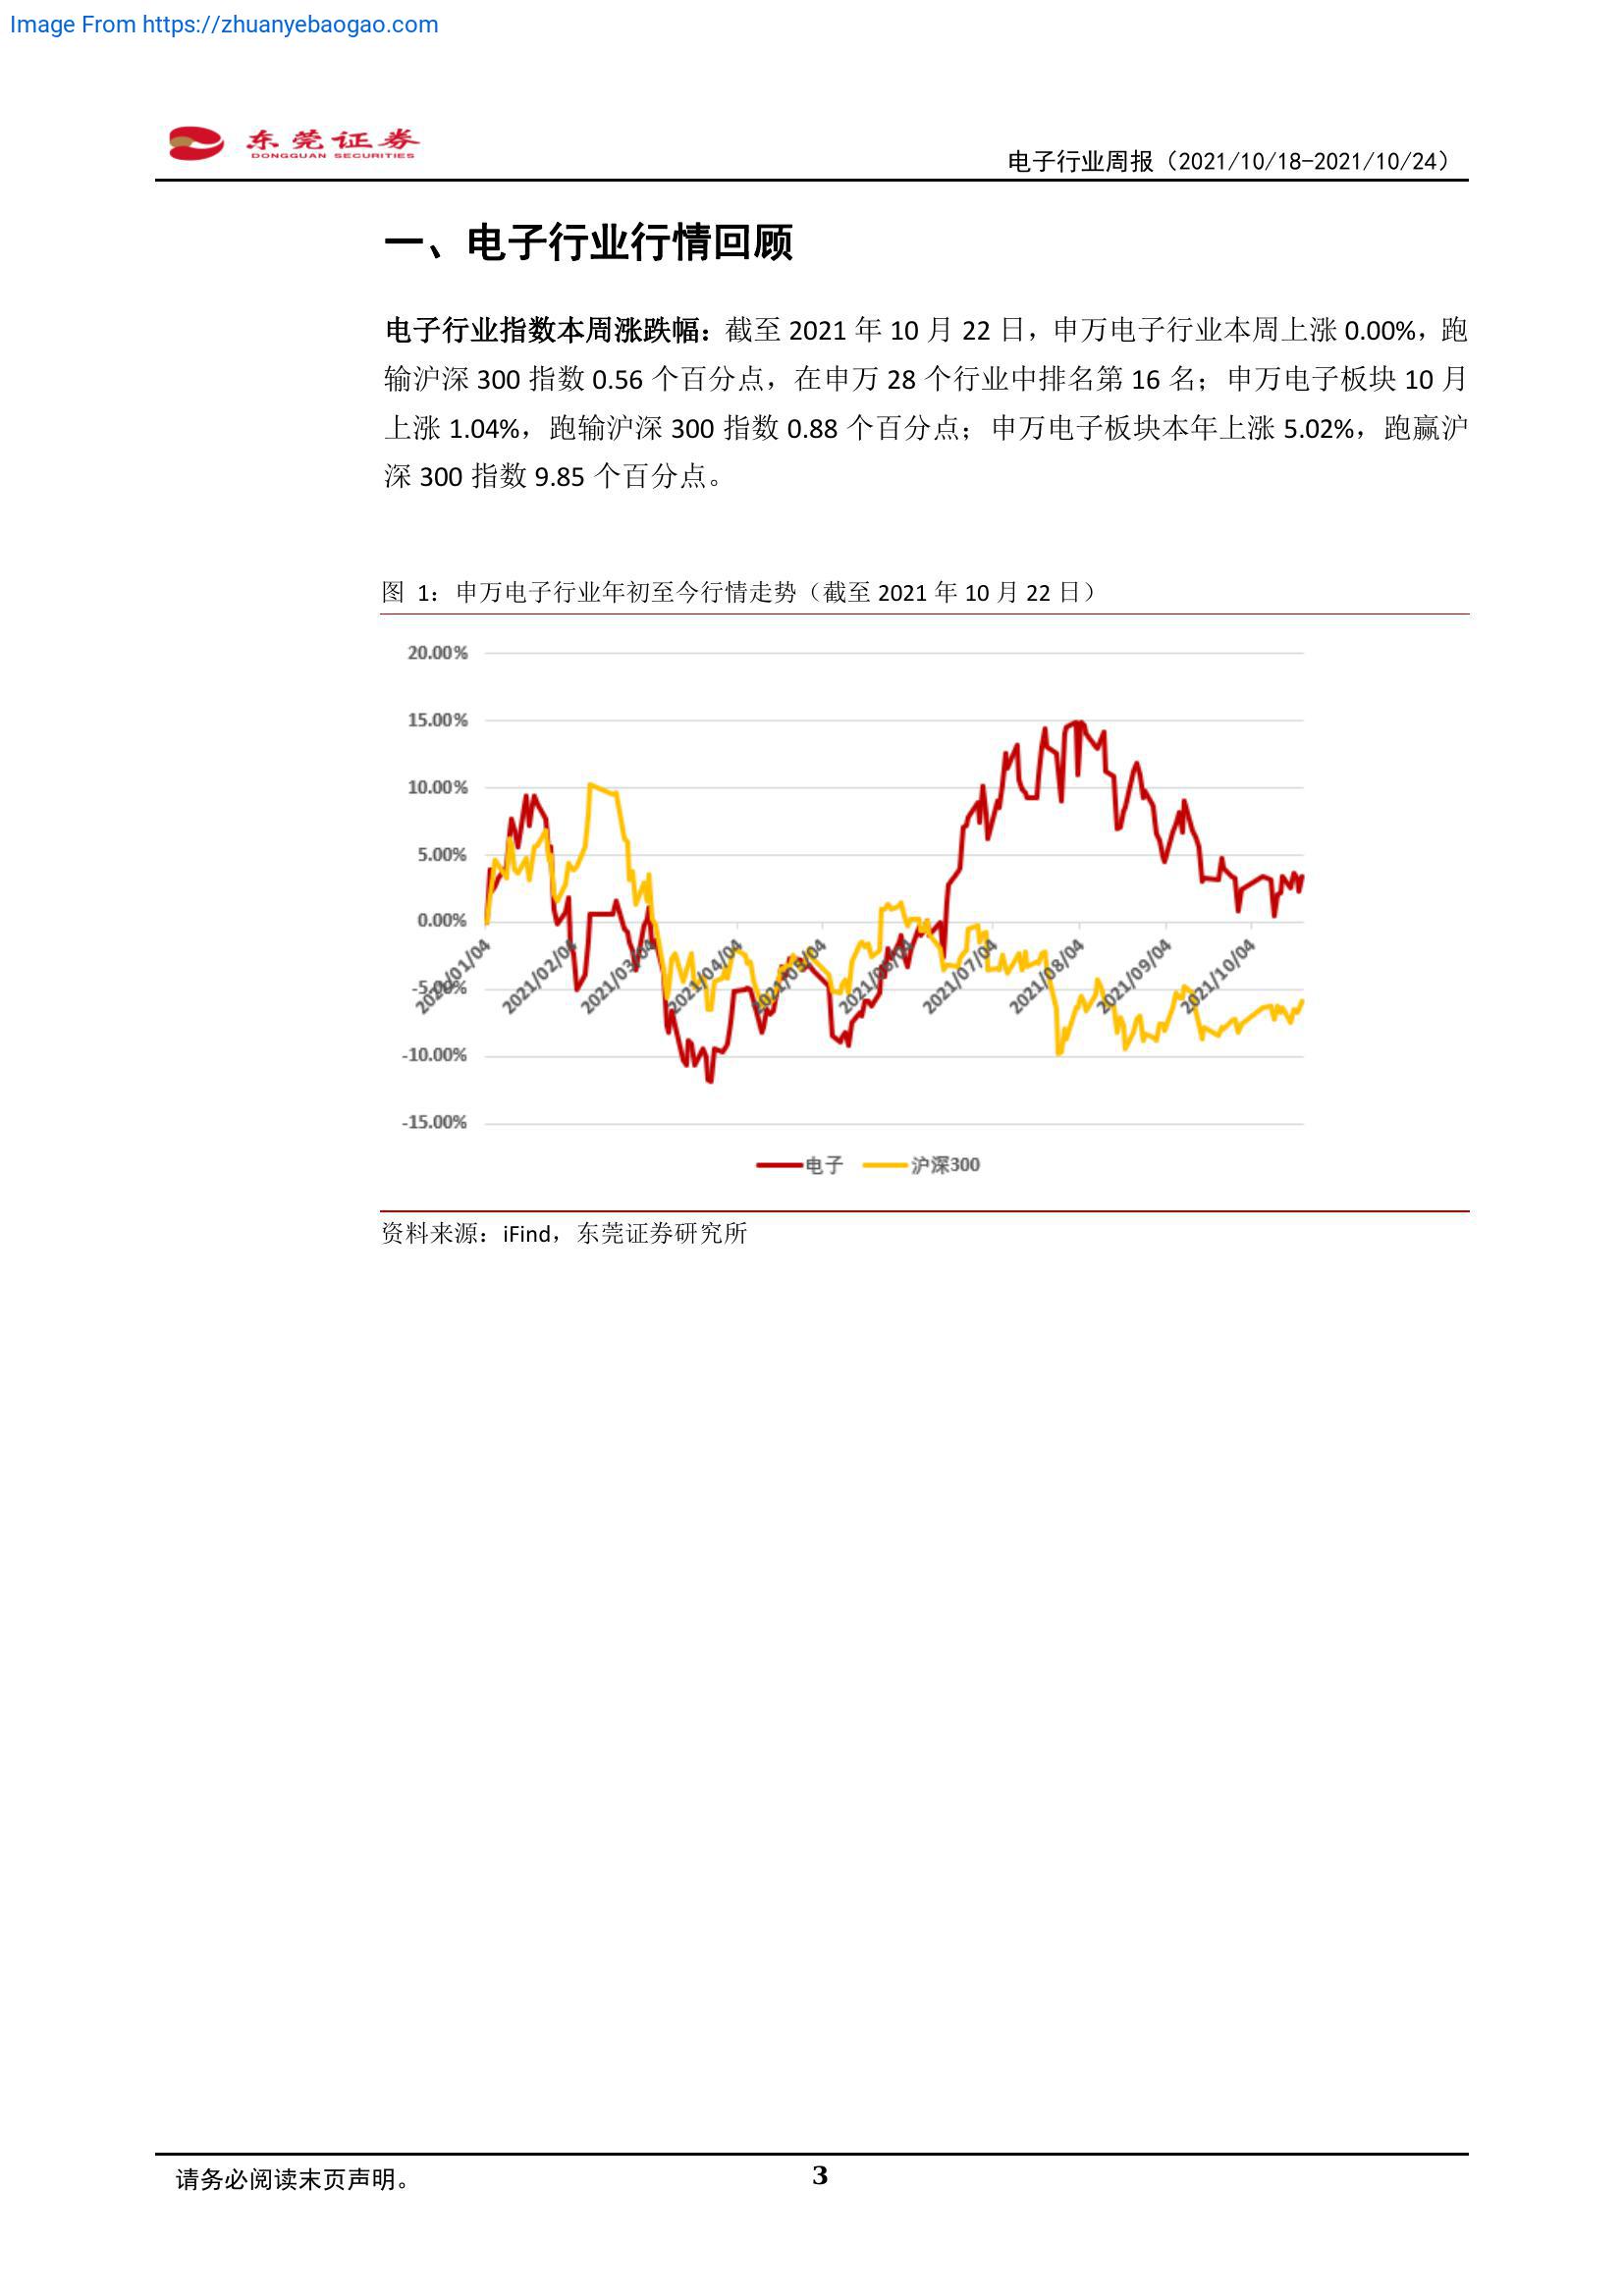 Image From https://zhuanyebaogao.com
东莞证券
DONGGUAN SECURITIES
电子行业周报（2021/10/18-2021/10/24）
一、电子行业行情回顾
电子行业指数本周涨跌幅：截至 2021 年 10 月 22 日，申万电子行业本周上涨 0.00%，跑
输沪深 300 指数 0.56 个百分点，在申万 28 个行业中排名第 16 名；申万电子板块 10 月
上涨 1.04%，跑输沪深 300 指数 0.88 个百分点；申万电子板块本年上涨 5.02%，跑赢沪
深 300 指数 9.85 个百分点。
图 1：申万电子行业年初至今行情走势（截至 2021 年 10 月 22 日）
20.00%
15.00%
10.00%
5.00%
0.00%
-5.00%
-10.00%
-15.00%
2020/01/04
2021/02/04
2021/03/04
2021/04/04
2021/05/04
2021/06/04
2021/07/04
2021/08/04
2021/09/04
2021/10/04
电子
沪深300
资料来源：iFind，东莞证券研究所
请务必阅读末页声明。
3